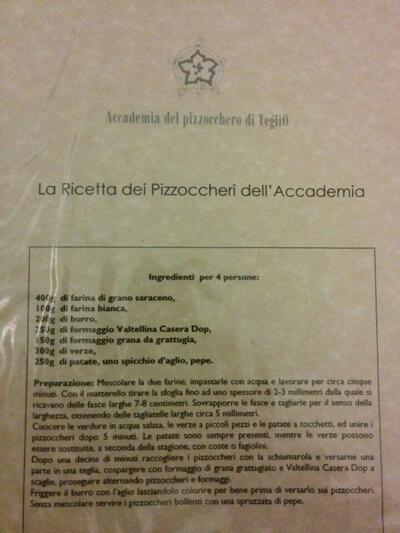 Accademia del pizzocchero di TegliO
La Ricetta dei Pizzoccheri dell'Accademia
Ingredienti per 4 persone:
400g di farina di grano saraceno,
100g di farina bianca,
200g di burro,
250g di formaggio Valtellina Casera Dop,
150g di formaggio grana da grattugia,
300g di verze,
250g di patate, uno spicchio d'aglio, pepe.
Preparazione: Mescolare la due farine, impastarle con acqua e lavorare per circa cinque
minuti. Con il matterello tirare la sfoglia fino ad uno spessore di 2-3 millimetri dalla quale si
ricavano delle fasce larghe 7-8 centimetri. Sovrapporre le fasce e tagliarle per il senso della
larghezza, ottenendo delle tagliatelle larghe circa 5 millimetri.
Cuocere le verdure in acqua salata, le verze a piccoli pezzi e le patate a tocchetti, ed unire i
pizzoccheri dopo 5 minuti. Le patate sono sempre presenti, mentre le verze possono
essere sostituite, a seconda della stagione, con coste o fagiolini.
Dopo una decina di minuti raccogliere i pizzoccheri con la schiumarola e versarne una
parte in una teglia, cospargere con formaggio di grana grattugiato e Valtellina Casera Dop a
scaglie, proseguire alternando pizzoccheri e formaggi.
Friggere il burro con l'aglio lasciandolo colorire per bene prima di versarlo sui pizzoccheri.
Senza mescolare servire i pizzoccheri bollenti con una spruzzata di pepe.